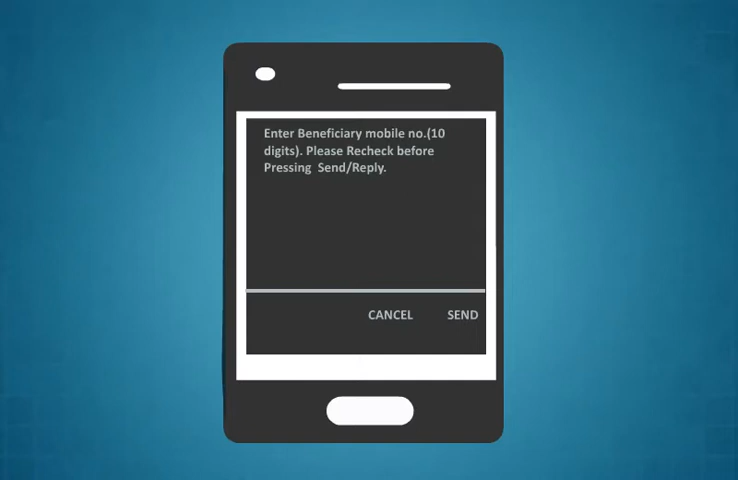 Enter Beneficiary mobile no.(10
digits). Please Recheck before
Pressing  Send/Reply.
CANCEL SEND